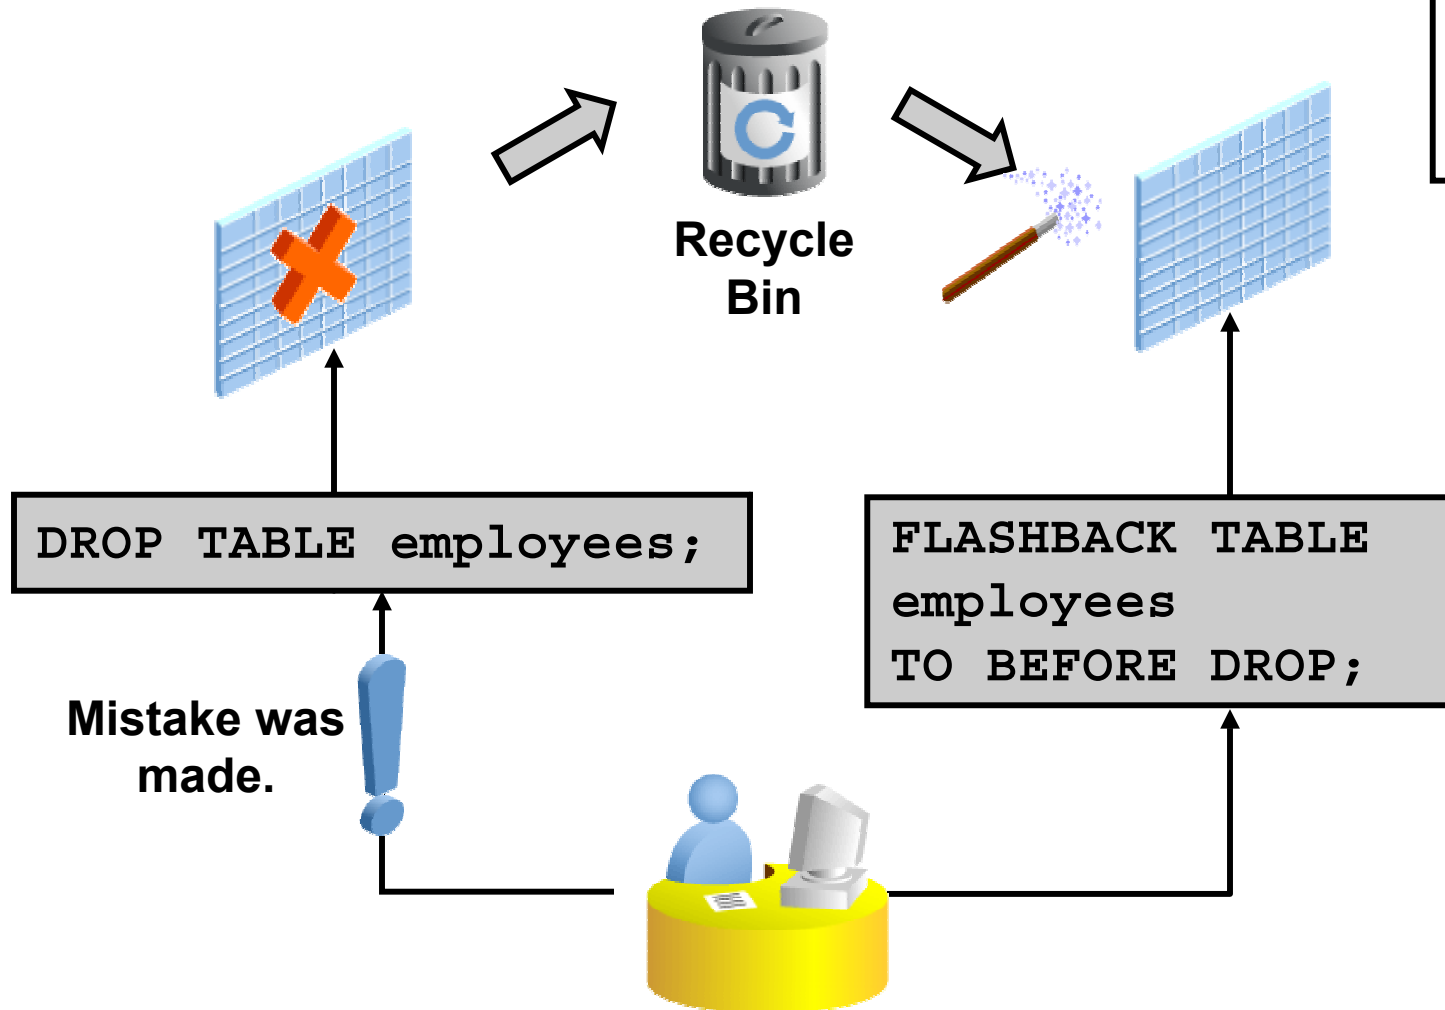 Recycle
Bin
DROP TABLE employees;
FLASHBACK TABLE
employees
TO BEFORE DROP;
Mistake was
made.